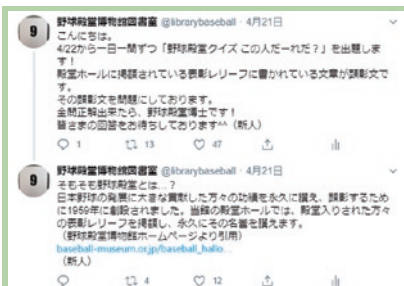 9 野球殿堂博物館図書室 @librarybaseball · 4月21日
こんにちは。
4/22から一日一問ずつ「野球殿堂クイズ この人だーれだ?」を出題しま
す!
殿堂ホールに掲額されている表彰レリーフに書かれている文章が顕彰文で
す。
その顕彰文を問題にしております。
全問正解出来たら、野球殿堂博士です!
皆さまの回答をお待ちしております^^(新人)
1 13 47
9 野球殿堂博物館図書室 @librarybaseball · 4月21日
そもそも野球殿堂とは…?
日本野球の発展に大きな貢献した方々の功績を永久に讃え、顕彰するため
に1959年に創設されました。当館の殿堂ホールでは、殿堂入りされた方々
の表彰レリーフを掲額し、永久にその名誉を讃えます。
(野球殿堂博物館ホームページより引用)
baseball-museum.or.jp/baseball_hallo...
(新人)
4 12